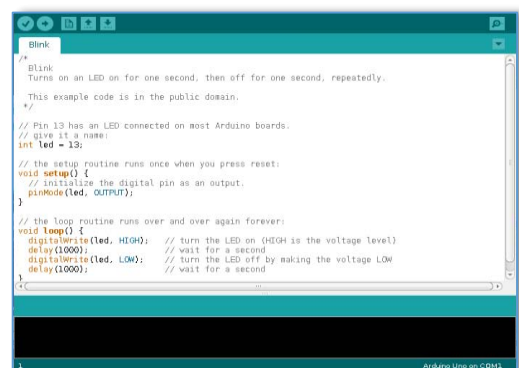 Blink
/*
  Blink
  Turns on an LED on for one second, then off for one second, repeatedly.

  This example code is in the public domain.
 */

// Pin 13 has an LED connected on most Arduino boards.
// give it a name:
int led = 13;

// the setup routine runs once when you press reset:
void setup() {
  // initialize the digital pin as an output.
  pinMode(led, OUTPUT);
}

// the loop routine runs over and over again forever:
void loop() {
  digitalWrite(led, HIGH);   // turn the LED on (HIGH is the voltage level)
  delay(1000);               // wait for a second
  digitalWrite(led, LOW);    // turn the LED off by making the voltage LOW
  delay(1000);               // wait for a second
}
1 Arduino Uno on COM1